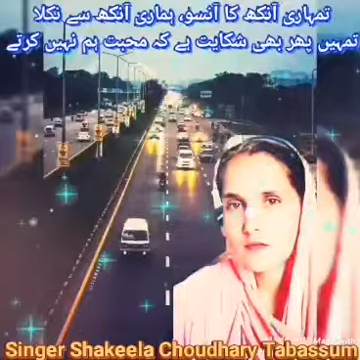 تمہاری آنکھ کا آنسو، ہماری آنکھ سے نکلا
تمہیں پھر بھی شکایت ہے کہ محبت ہم نہیں کرتے
Singer Shakeela Choudhary Tabassum